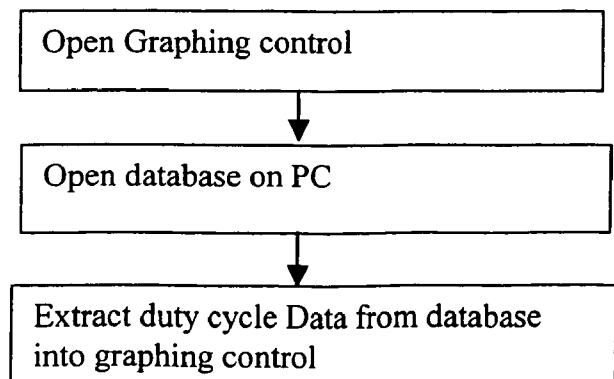 Open Graphing control
Open database on PC
Extract duty cycle Data from database
into graphing control